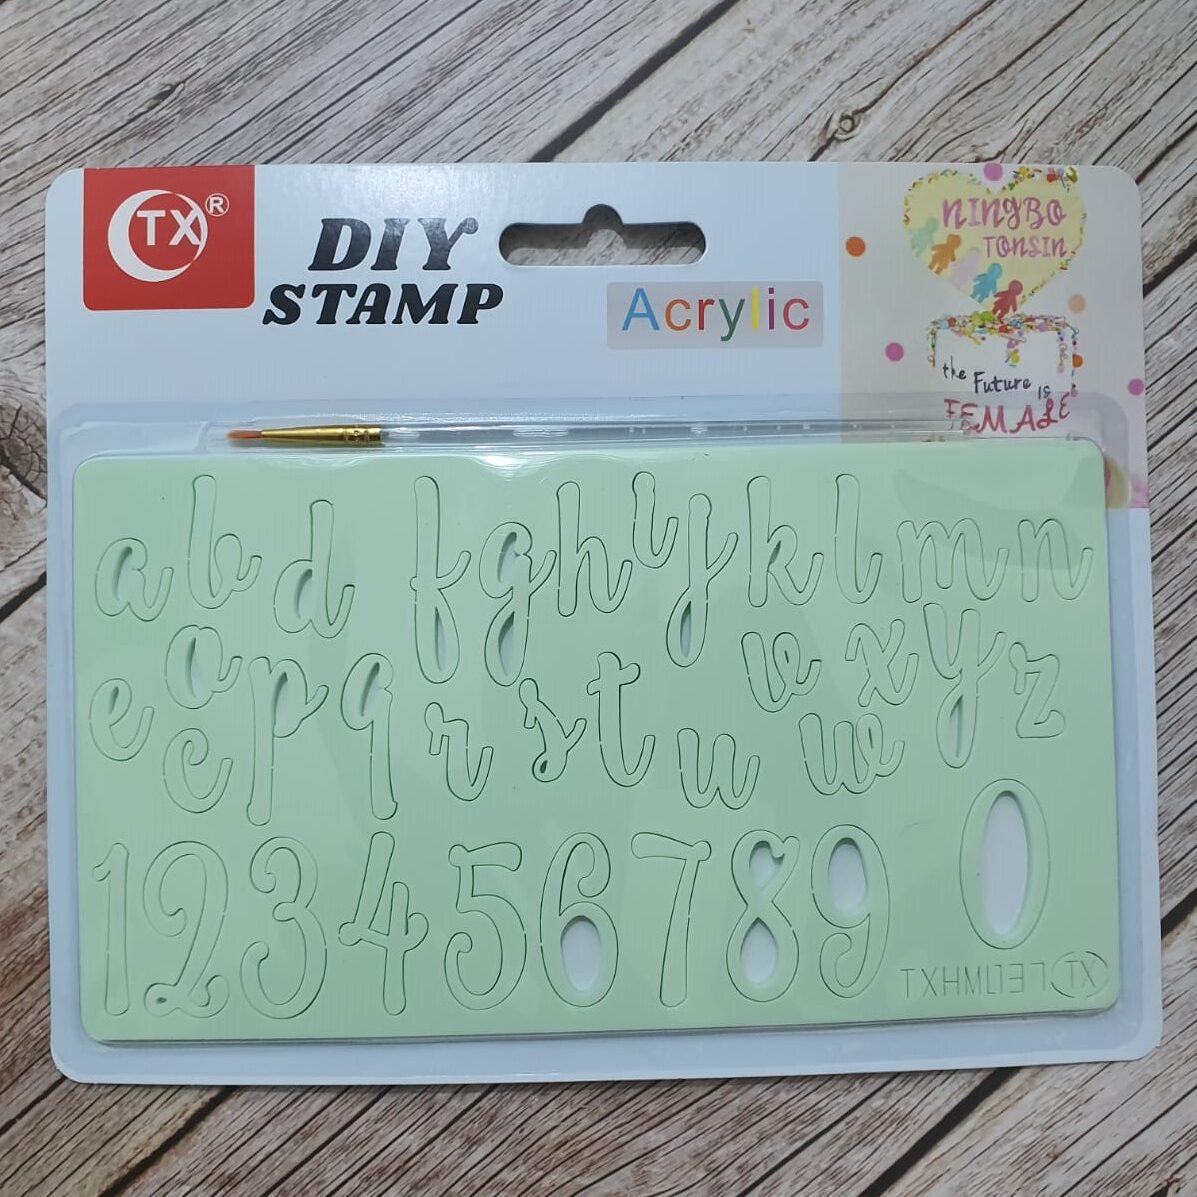 TX®
DIY
STAMP
Acrylic
NINGBO
TONSIN
the Future is
FEMALE
a b d f g h i j k l m n
e c o p q r s t u v w x y z
1 2 3 4 5 6 7 8 9 0
TX